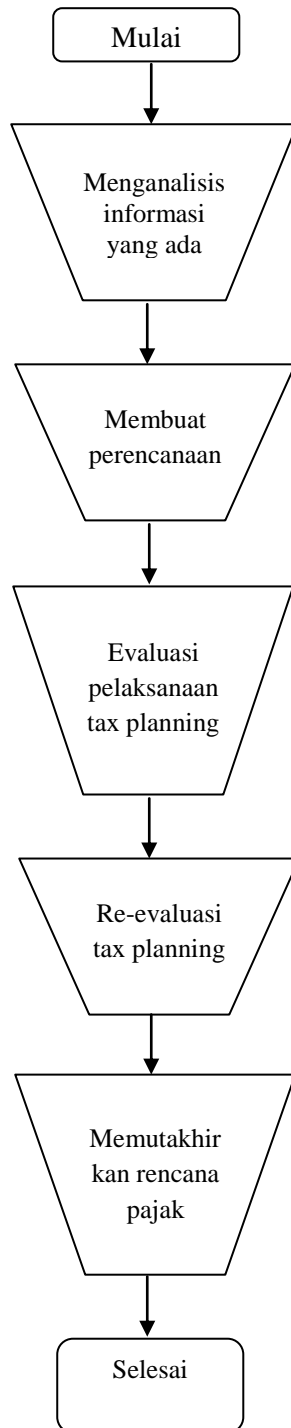 Mulai
Menganalisis
informasi
yang ada
Membuat
perencanaan
Evaluasi
pelaksanaan
tax planning
Re-evaluasi
tax planning
Memutakhir
kan rencana
pajak
Selesai